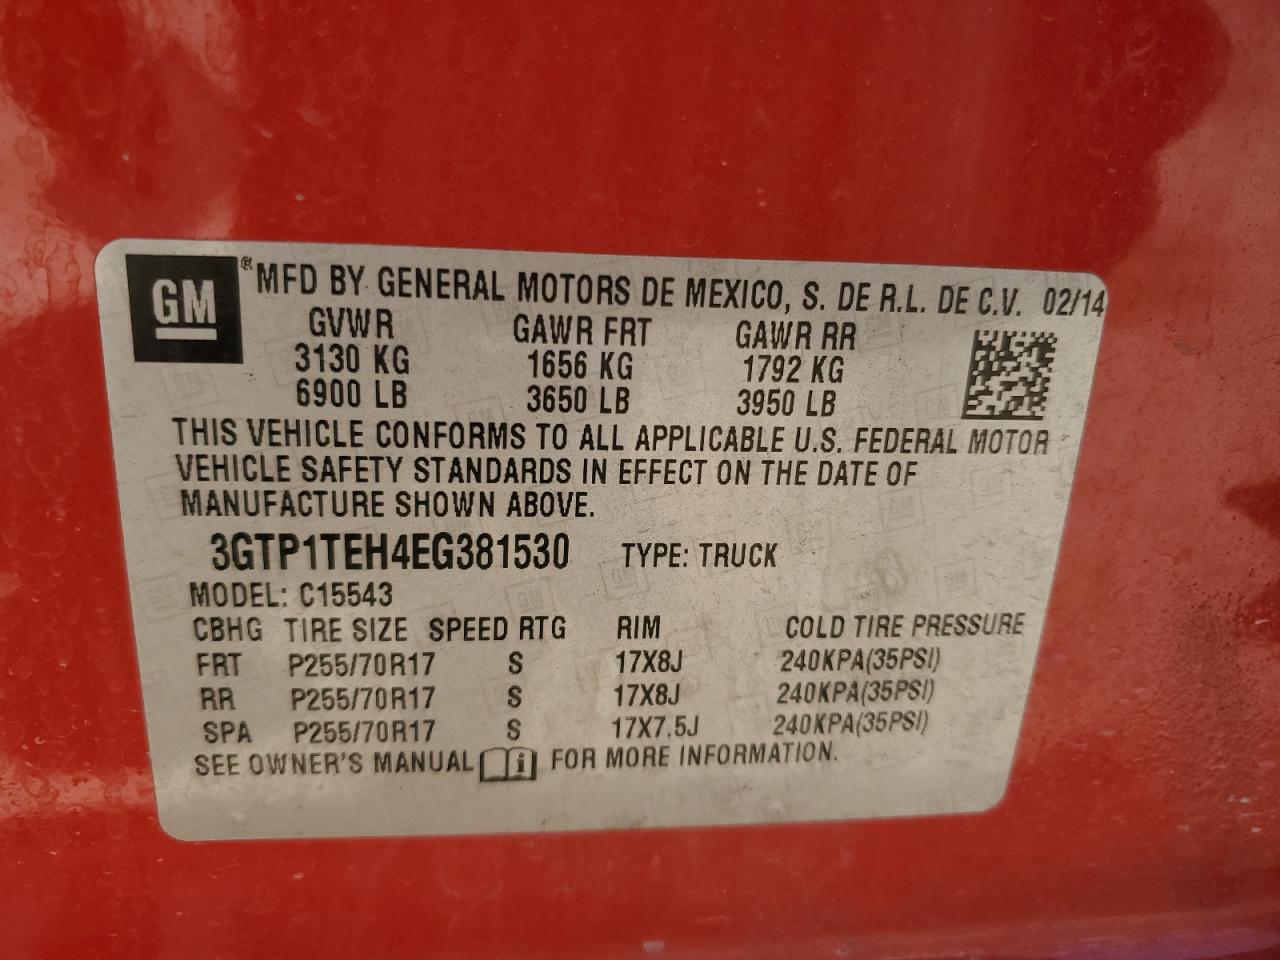 GM ® MFD BY GENERAL MOTORS DE MEXICO, S. DE R.L. DE C.V. 02/14
GVWR GAWR FRT GAWR RR
3130 KG 1656 KG 1792 KG
6900 LB 3650 LB 3950 LB
THIS VEHICLE CONFORMS TO ALL APPLICABLE U.S. FEDERAL MOTOR
VEHICLE SAFETY STANDARDS IN EFFECT ON THE DATE OF
MANUFACTURE SHOWN ABOVE.
3GTP1TEH4EG381530 TYPE: TRUCK
MODEL: C15543
CBHG TIRE SIZE SPEED RTG RIM COLD TIRE PRESSURE
FRT P255/70R17 S 17X8J 240KPA(35PSI)
RR P255/70R17 S 17X8J 240KPA(35PSI)
SPA P255/70R17 S 17X7.5J 240KPA(35PSI)
SEE OWNER'S MANUAL i FOR MORE INFORMATION.